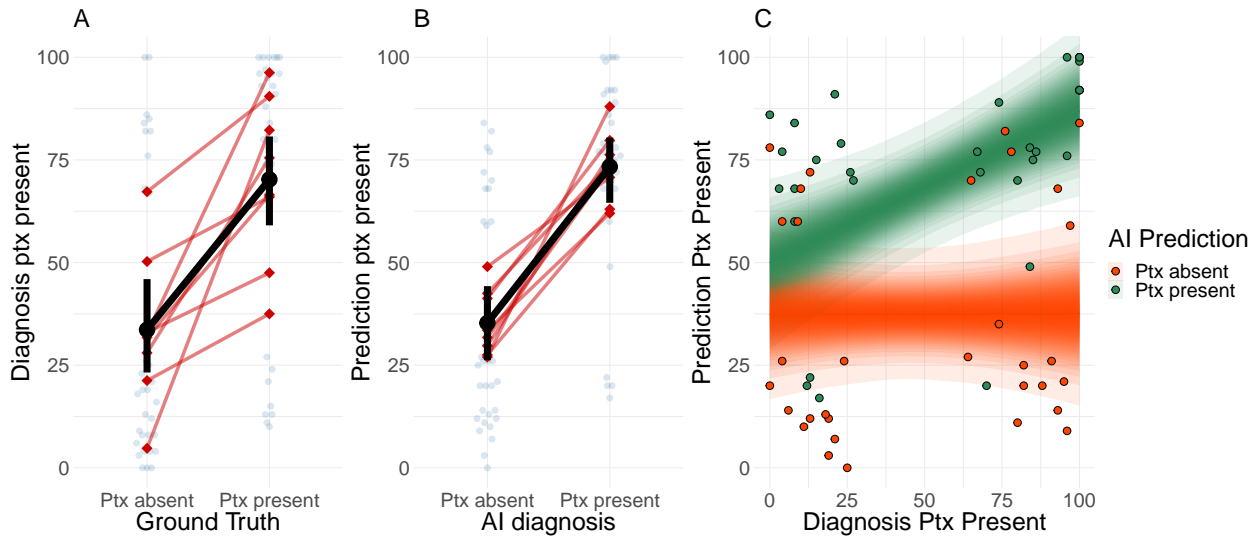 A
B
C
Diagnosis ptx present
100
75
50
25
0
Ptx absent
Ptx present
Ground Truth
Prediction ptx present
100
75
50
25
0
Ptx absent
Ptx present
AI diagnosis
Prediction Ptx Present
100
75
50
25
0
0
25
50
75
100
Diagnosis Ptx Present
AI Prediction
Ptx absent
Ptx present